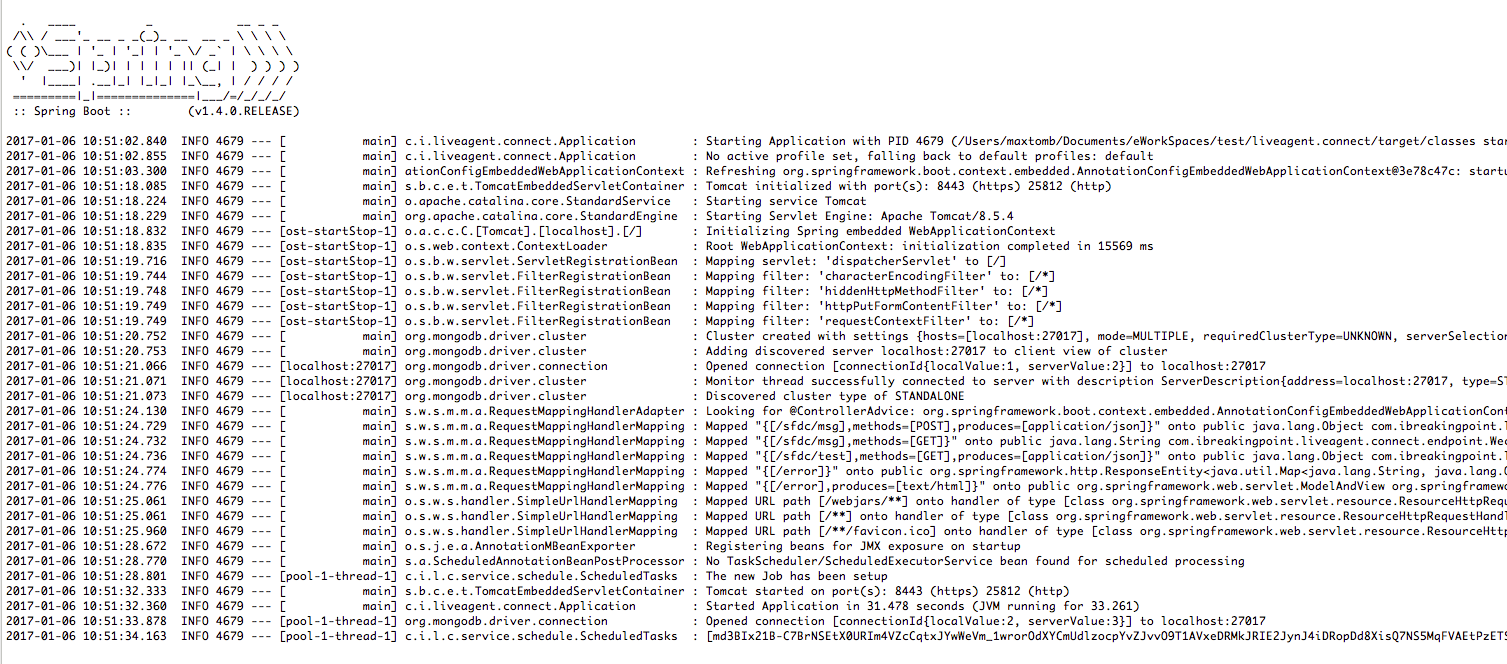 .   ____          _            __ _ _
 /\\ / ___'_ __ _ _(_)_ __  __ _ \ \ \ \
( ( )\___ | '_ | '_| | '_ \/ _` | \ \ \ \
 \\/  ___)| |_)| | | | | || (_| |  ) ) ) )
  '  |____| .__|_| |_|_| |_\__, | / / / /
 =========|_|==============|___/=/_/_/_/
 :: Spring Boot ::        (v1.4.0.RELEASE)
2017-01-06 10:51:02.840  INFO 4679 --- [           main] c.i.liveagent.connect.Application        : Starting Application with PID 4679 (/Users/maxtomb/Documents/eWorkSpaces/test/liveagent.connect/target/classes star
2017-01-06 10:51:02.855  INFO 4679 --- [           main] c.i.liveagent.connect.Application        : No active profile set, falling back to default profiles: default
2017-01-06 10:51:03.300  INFO 4679 --- [           main] ationConfigEmbeddedWebApplicationContext : Refreshing org.springframework.boot.context.embedded.AnnotationConfigEmbeddedWebApplicationContext@3e78c47c: startu
2017-01-06 10:51:18.085  INFO 4679 --- [           main] s.b.c.e.t.TomcatEmbeddedServletContainer : Tomcat initialized with port(s): 8443 (https) 25812 (http)
2017-01-06 10:51:18.224  INFO 4679 --- [           main] o.apache.catalina.core.StandardService   : Starting service Tomcat
2017-01-06 10:51:18.229  INFO 4679 --- [           main] org.apache.catalina.core.StandardEngine  : Starting Servlet Engine: Apache Tomcat/8.5.4
2017-01-06 10:51:18.832  INFO 4679 --- [ost-startStop-1] o.a.c.c.C.[Tomcat].[localhost].[/]       : Initializing Spring embedded WebApplicationContext
2017-01-06 10:51:18.835  INFO 4679 --- [ost-startStop-1] o.s.web.context.ContextLoader            : Root WebApplicationContext: initialization completed in 15569 ms
2017-01-06 10:51:19.716  INFO 4679 --- [ost-startStop-1] o.s.b.w.servlet.ServletRegistrationBean  : Mapping servlet: 'dispatcherServlet' to [/]
2017-01-06 10:51:19.744  INFO 4679 --- [ost-startStop-1] o.s.b.w.servlet.FilterRegistrationBean   : Mapping filter: 'characterEncodingFilter' to: [/*]
2017-01-06 10:51:19.748  INFO 4679 --- [ost-startStop-1] o.s.b.w.servlet.FilterRegistrationBean   : Mapping filter: 'hiddenHttpMethodFilter' to: [/*]
2017-01-06 10:51:19.749  INFO 4679 --- [ost-startStop-1] o.s.b.w.servlet.FilterRegistrationBean   : Mapping filter: 'httpPutFormContentFilter' to: [/*]
2017-01-06 10:51:19.749  INFO 4679 --- [ost-startStop-1] o.s.b.w.servlet.FilterRegistrationBean   : Mapping filter: 'requestContextFilter' to: [/*]
2017-01-06 10:51:20.752  INFO 4679 --- [           main] org.mongodb.driver.cluster               : Cluster created with settings {hosts=[localhost:27017], mode=MULTIPLE, requiredClusterType=UNKNOWN, serverSelection
2017-01-06 10:51:20.753  INFO 4679 --- [           main] org.mongodb.driver.cluster               : Adding discovered server localhost:27017 to client view of cluster
2017-01-06 10:51:21.066  INFO 4679 --- [localhost:27017] org.mongodb.driver.connection            : Opened connection [connectionId{localValue:1, serverValue:2}] to localhost:27017
2017-01-06 10:51:21.071  INFO 4679 --- [localhost:27017] org.mongodb.driver.cluster               : Monitor thread successfully connected to server with description ServerDescription{address=localhost:27017, type=ST
2017-01-06 10:51:21.073  INFO 4679 --- [localhost:27017] org.mongodb.driver.cluster               : Discovered cluster type of STANDALONE
2017-01-06 10:51:24.130  INFO 4679 --- [           main] s.w.s.m.m.a.RequestMappingHandlerAdapter : Looking for @ControllerAdvice: org.springframework.boot.context.embedded.AnnotationConfigEmbeddedWebApplicationCont
2017-01-06 10:51:24.729  INFO 4679 --- [           main] s.w.s.m.m.a.RequestMappingHandlerMapping : Mapped "{[/sfdc/msg],methods=[POST],produces=[application/json]}" onto public java.lang.Object com.ibreakingpoint.l
2017-01-06 10:51:24.732  INFO 4679 --- [           main] s.w.s.m.m.a.RequestMappingHandlerMapping : Mapped "{[/sfdc/msg],methods=[GET]}" onto public java.lang.String com.ibreakingpoint.liveagent.connect.endpoint.Wec
2017-01-06 10:51:24.736  INFO 4679 --- [           main] s.w.s.m.m.a.RequestMappingHandlerMapping : Mapped "{[/sfdc/test],methods=[GET],produces=[application/json]}" onto public java.lang.Object com.ibreakingpoint.l
2017-01-06 10:51:24.774  INFO 4679 --- [           main] s.w.s.m.m.a.RequestMappingHandlerMapping : Mapped "{[/error]}" onto public org.springframework.http.ResponseEntity<java.util.Map<java.lang.String, java.lang.O
2017-01-06 10:51:24.776  INFO 4679 --- [           main] s.w.s.m.m.a.RequestMappingHandlerMapping : Mapped "{[/error],produces=[text/html]}" onto public org.springframework.web.servlet.ModelAndView org.springframewo
2017-01-06 10:51:25.061  INFO 4679 --- [           main] o.s.w.s.handler.SimpleUrlHandlerMapping  : Mapped URL path [/webjars/**] onto handler of type [class org.springframework.web.servlet.resource.ResourceHttpRequ
2017-01-06 10:51:25.061  INFO 4679 --- [           main] o.s.w.s.handler.SimpleUrlHandlerMapping  : Mapped URL path [/**] onto handler of type [class org.springframework.web.servlet.resource.ResourceHttpRequestHandl
2017-01-06 10:51:25.960  INFO 4679 --- [           main] o.s.w.s.handler.SimpleUrlHandlerMapping  : Mapped URL path [/**/favicon.ico] onto handler of type [class org.springframework.web.servlet.resource.ResourceHttp
2017-01-06 10:51:28.672  INFO 4679 --- [           main] o.s.j.e.a.AnnotationMBeanExporter        : Registering beans for JMX exposure on startup
2017-01-06 10:51:28.770  INFO 4679 --- [           main] s.a.ScheduledAnnotationBeanPostProcessor : No TaskScheduler/ScheduledExecutorService bean found for scheduled processing
2017-01-06 10:51:28.801  INFO 4679 --- [pool-1-thread-1] c.i.l.c.service.schedule.ScheduledTasks  : The new Job has been setup
2017-01-06 10:51:32.333  INFO 4679 --- [           main] s.b.c.e.t.TomcatEmbeddedServletContainer : Tomcat started on port(s): 8443 (https) 25812 (http)
2017-01-06 10:51:32.360  INFO 4679 --- [           main] c.i.liveagent.connect.Application        : Started Application in 31.478 seconds (JVM running for 33.261)
2017-01-06 10:51:33.878  INFO 4679 --- [pool-1-thread-1] org.mongodb.driver.connection            : Opened connection [connectionId{localValue:2, serverValue:3}] to localhost:27017
2017-01-06 10:51:34.163  INFO 4679 --- [pool-1-thread-1] c.i.l.c.service.schedule.ScheduledTasks  : [md3BIx21B-C7BrNSEtX0URIm4VZcCqtxJYwWeVm_1wrorOdXYCmUdlzocpYvZJvvO9T1AVxeDRMkJRIE2JynJ4iDRopDd8XisQ7NS5MqFVAEtPzETS